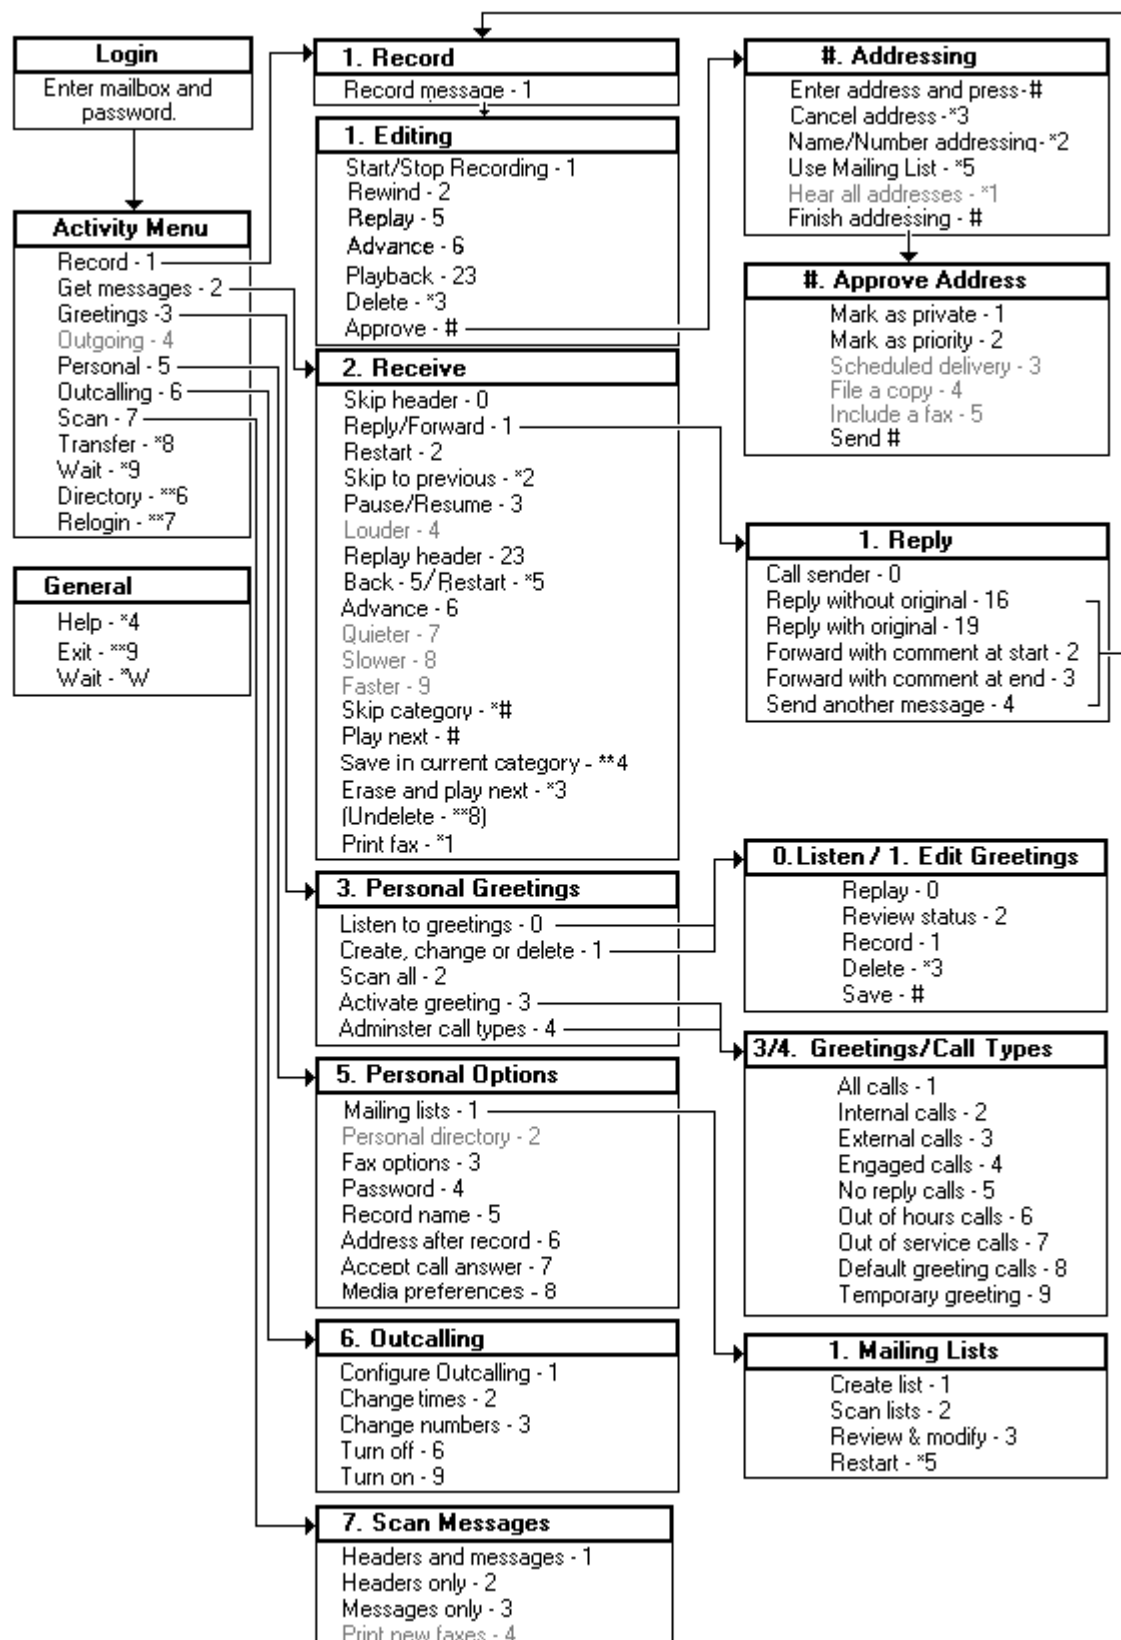 Login
Enter mailbox and
password.
Activity Menu
Record - 1
Get messages - 2
Greetings -3
Outgoing - 4
Personal - 5
Outcalling - 6
Scan - 7
Transfer - *8
Wait - *9
Directory - **6
Relogin - **7
General
Help - *4
Exit - **9
Wait - *W
1. Record
Record message - 1
1. Editing
Start/Stop Recording - 1
Rewind - 2
Replay - 5
Advance - 6
Playback - 23
Delete - *3
Approve - #
2. Receive
Skip header - 0
Reply/Forward - 1
Restart - 2
Skip to previous - *2
Pause/Resume - 3
Louder - 4
Replay header - 23
Back - 5/Restart - *5
Advance - 6
Quieter - 7
Slower - 8
Faster - 9
Skip category - *#
Play next - #
Save in current category - **4
Erase and play next - *3
(Undelete - **8)
Print fax - *1
3. Personal Greetings
Listen to greetings - 0
Create, change or delete - 1
Scan all - 2
Activate greeting - 3
Adminster call types - 4
5. Personal Options
Mailing lists - 1
Personal directory - 2
Fax options - 3
Password - 4
Record name - 5
Address after record - 6
Accept call answer - 7
Media preferences - 8
6. Outcalling
Configure Outcalling - 1
Change times - 2
Change numbers - 3
Turn off - 6
Turn on - 9
7. Scan Messages
Headers and messages - 1
Headers only - 2
Messages only - 3
Print new faxes - 4
#. Addressing
Enter address and press-#
Cancel address -*3
Name/Number addressing- *2
Use Mailing List - *5
Hear all addresses - *1
Finish addressing - #
#. Approve Address
Mark as private - 1
Mark as priority - 2
Scheduled delivery - 3
File a copy - 4
Include a fax - 5
Send #
1. Reply
Call sender - 0
Reply without original - 16
Reply with original - 19
Forward with comment at start - 2
Forward with comment at end - 3
Send another message - 4
0.Listen / 1. Edit Greetings
Replay - 0
Review status - 2
Record - 1
Delete - *3
Save - #
3/4. Greetings/Call Types
All calls - 1
Internal calls - 2
External calls - 3
Engaged calls - 4
No reply calls - 5
Out of hours calls - 6
Out of service calls - 7
Default greeting calls - 8
Temporary greeting - 9
1. Mailing Lists
Create list - 1
Scan lists - 2
Review & modify - 3
Restart - *5